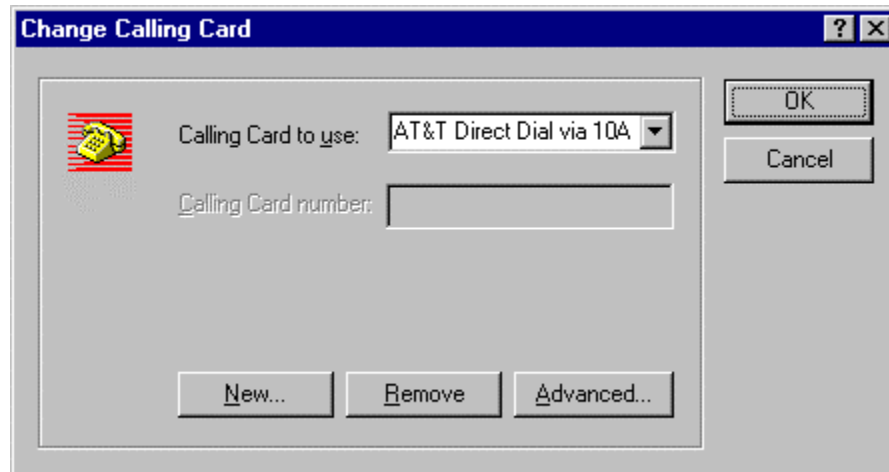 Change Calling Card
Calling Card to use: AT&T Direct Dial via 10A
OK
Cancel
Calling Card number:
New... Remove Advanced...